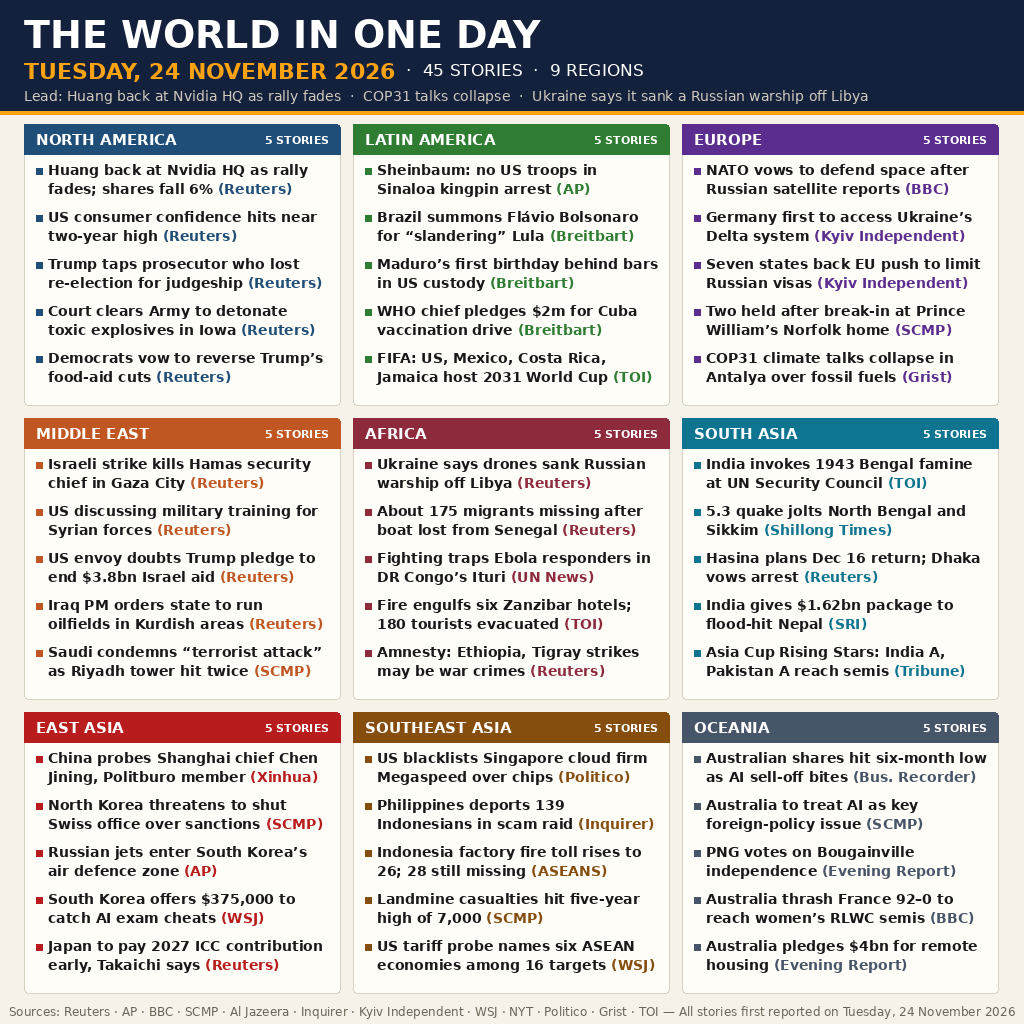 THE WORLD IN ONE DAY
TUESDAY, 24 NOVEMBER 2026 · 45 STORIES · 9 REGIONS
Lead: Huang back at Nvidia HQ as rally fades · COP31 talks collapse · Ukraine says it sank a Russian warship off Libya
NORTH AMERICA 5 STORIES
Huang back at Nvidia HQ as rally
fades; shares fall 6% (Reuters)
US consumer confidence hits near
two-year high (Reuters)
Trump taps prosecutor who lost
re-election for judgeship (Reuters)
Court clears Army to detonate
toxic explosives in Iowa (Reuters)
Democrats vow to reverse Trump’s
food-aid cuts (Reuters)
LATIN AMERICA 5 STORIES
Sheinbaum: no US troops in
Sinaloa kingpin arrest (AP)
Brazil summons Flávio Bolsonaro
for “slandering” Lula (Breitbart)
Maduro’s first birthday behind bars
in US custody (Breitbart)
WHO chief pledges $2m for Cuba
vaccination drive (Breitbart)
FIFA: US, Mexico, Costa Rica,
Jamaica host 2031 World Cup (TOI)
EUROPE 5 STORIES
NATO vows to defend space after
Russian satellite reports (BBC)
Germany first to access Ukraine’s
Delta system (Kyiv Independent)
Seven states back EU push to limit
Russian visas (Kyiv Independent)
Two held after break-in at Prince
William’s Norfolk home (SCMP)
COP31 climate talks collapse in
Antalya over fossil fuels (Grist)
MIDDLE EAST 5 STORIES
Israeli strike kills Hamas security
chief in Gaza City (Reuters)
US discussing military training for
Syrian forces (Reuters)
US envoy doubts Trump pledge to
end $3.8bn Israel aid (Reuters)
Iraq PM orders state to run
oilfields in Kurdish areas (Reuters)
Saudi condemns “terrorist attack”
as Riyadh tower hit twice (SCMP)
AFRICA 5 STORIES
Ukraine says drones sank Russian
warship off Libya (Reuters)
About 175 migrants missing after
boat lost from Senegal (Reuters)
Fighting traps Ebola responders in
DR Congo’s Ituri (UN News)
Fire engulfs six Zanzibar hotels;
180 tourists evacuated (TOI)
Amnesty: Ethiopia, Tigray strikes
may be war crimes (Reuters)
SOUTH ASIA 5 STORIES
India invokes 1943 Bengal famine
at UN Security Council (TOI)
5.3 quake jolts North Bengal and
Sikkim (Shillong Times)
Hasina plans Dec 16 return; Dhaka
vows arrest (Reuters)
India gives $1.62bn package to
flood-hit Nepal (SRI)
Asia Cup Rising Stars: India A,
Pakistan A reach semis (Tribune)
EAST ASIA 5 STORIES
China probes Shanghai chief Chen
Jining, Politburo member (Xinhua)
North Korea threatens to shut
Swiss office over sanctions (SCMP)
Russian jets enter South Korea’s
air defence zone (AP)
South Korea offers $375,000 to
catch AI exam cheats (WSJ)
Japan to pay 2027 ICC contribution
early, Takaichi says (Reuters)
SOUTHEAST ASIA 5 STORIES
US blacklists Singapore cloud firm
Megaspeed over chips (Politico)
Philippines deports 139
Indonesians in scam raid (Inquirer)
Indonesia factory fire toll rises to
26; 28 still missing (ASEANS)
Landmine casualties hit five-year
high of 7,000 (SCMP)
US tariff probe names six ASEAN
economies among 16 targets (WSJ)
OCEANIA 5 STORIES
Australian shares hit six-month low
as AI sell-off bites (Bus. Recorder)
Australia to treat AI as key
foreign-policy issue (SCMP)
PNG votes on Bougainville
independence (Evening Report)
Australia thrash France 92–0 to
reach women’s RLWC semis (BBC)
Australia pledges $4bn for remote
housing (Evening Report)
Sources: Reuters · AP · BBC · SCMP · Al Jazeera · Inquirer · Kyiv Independent · WSJ · NYT · Politico · Grist · TOI — All stories first reported on Tuesday, 24 November 2026